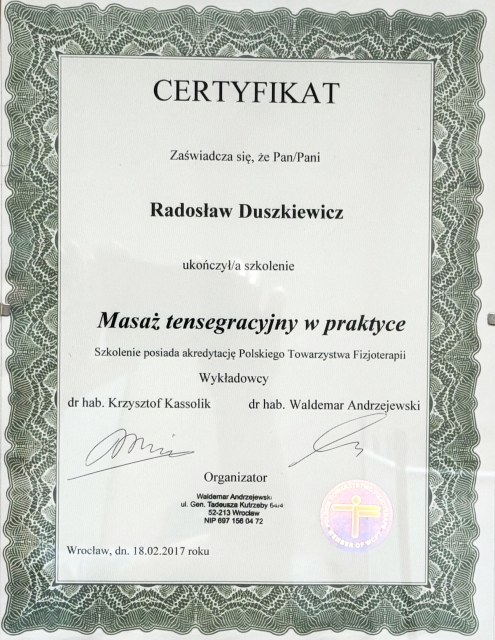 CERTYFIKAT
Zaświadcza się, że Pan/Pani
Radosław Duszkiewicz
ukończył/a szkolenie
Masaż tensegracyjny w praktyce
Szkolenie posiada akredytację Polskiego Towarzystwa Fizjoterapii
Wykładowcy
dr hab. Krzysztof Kassolik dr hab. Waldemar Andrzejewski
Organizator
Waldemar Andrzejewski
ul. Gen. Tadeusza Kutrzeby 64/4
52-213 Wrocław
NIP 697 156 04 72
MEMBER OF
Wrocław, dn. 18.02.2017 roku